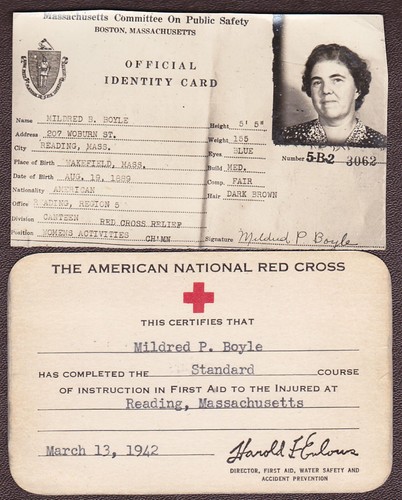 Massachusetts Committee On Public Safety
BOSTON, MASSACHUSETTS
OFFICIAL
IDENTITY CARD
Name MILDRED B. BOYLE
Address 207 WOBURN ST.
City READING, MASS.
Place of Birth WAKEFIELD, MASS.
Date of Birth AUG. 19, 1889
Nationality AMERICAN
Office READING, REGION 5
Division CANTEEN RED CROSS RELIEF
Position WOMENS ACTIVITIES CH'MN
Height 5' 5"
Weight 155
Eyes BLUE
Build MED.
Comp. FAIR
Hair DARK BROWN
Number 5-B-2 3062
Signature Mildred P Boyle
THE AMERICAN NATIONAL RED CROSS
THIS CERTIFIES THAT
Mildred P. Boyle
HAS COMPLETED THE Standard COURSE
OF INSTRUCTION IN FIRST AID TO THE INJURED AT
Reading, Massachusetts
March 13, 1942
Harold F Enlows
DIRECTOR, FIRST AID, WATER SAFETY AND
ACCIDENT PREVENTION